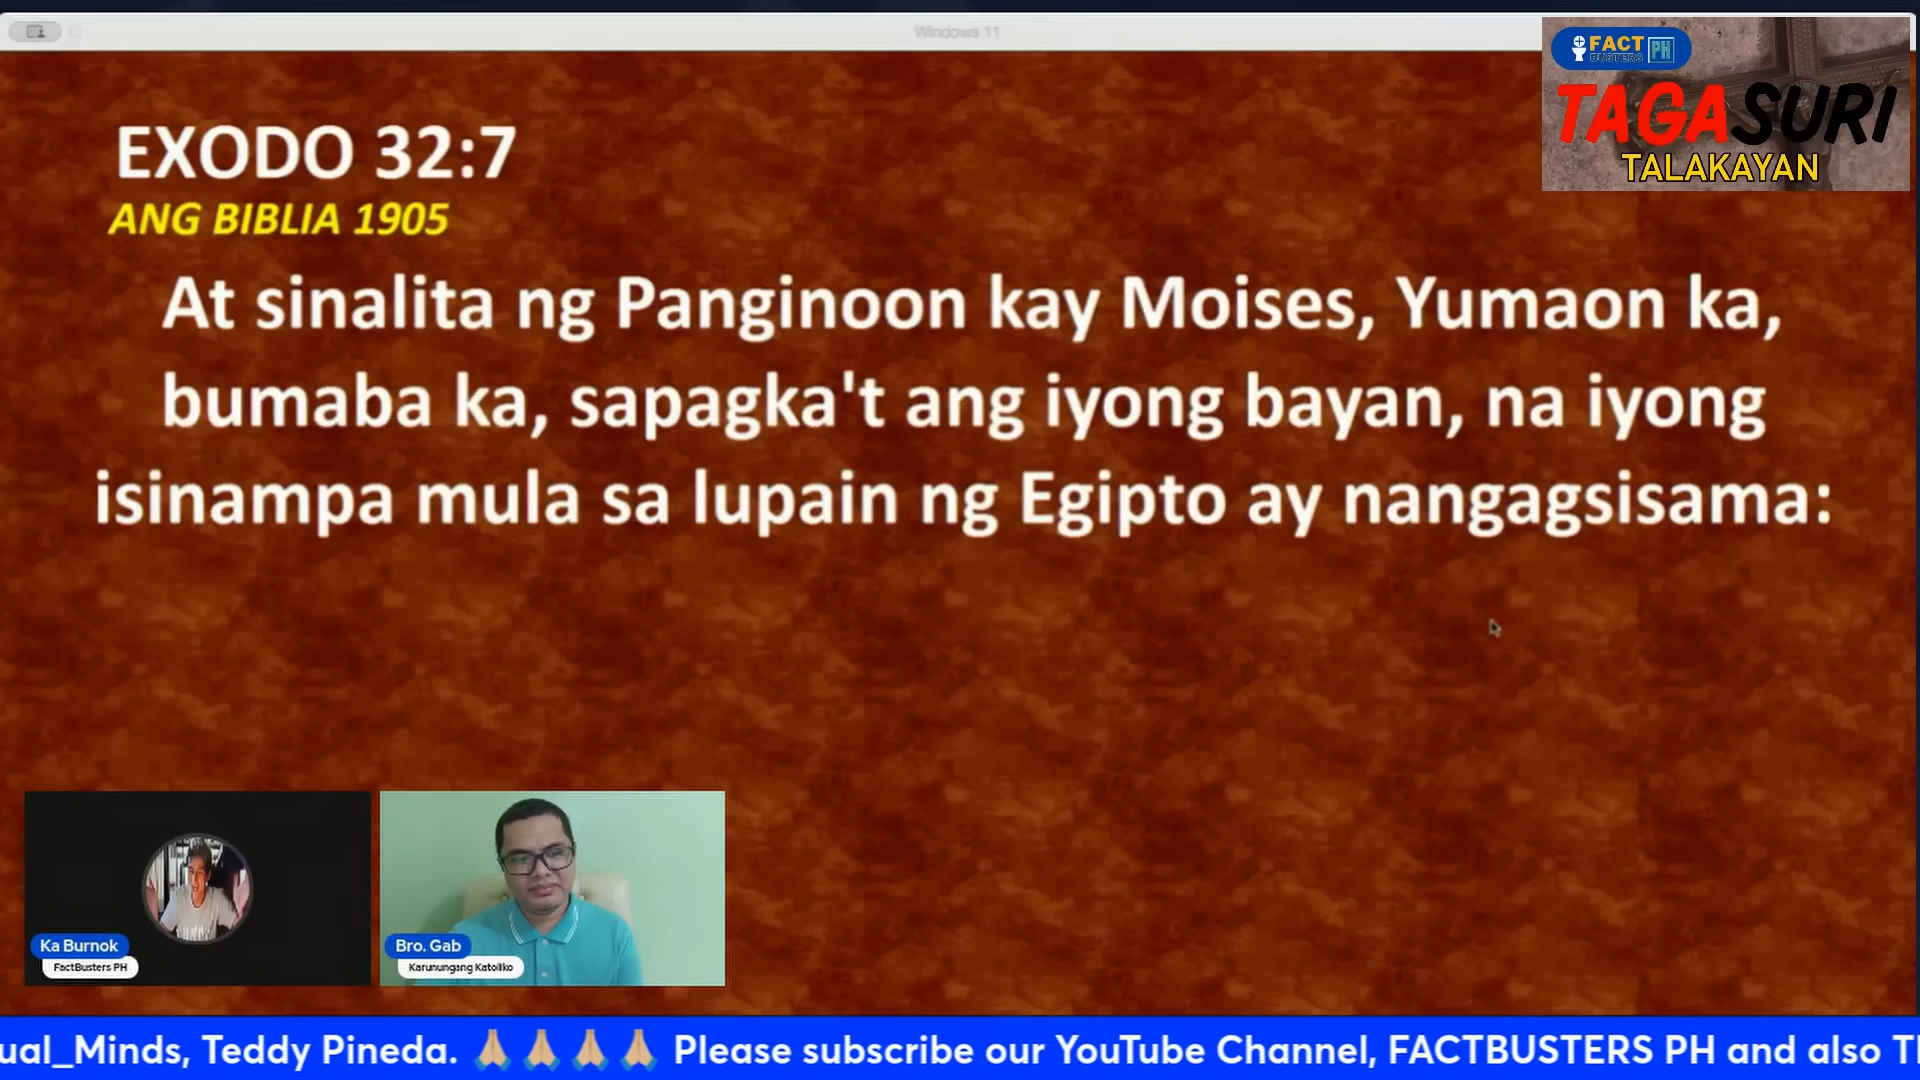 Windows 11
FACT
BUSTERS
PH
TAGASURI
TALAKAYAN
EXODO 32:7
ANG BIBLIA 1905
At sinalita ng Panginoon kay Moises, Yumaon ka,
bumaba ka, sapagka't ang iyong bayan, na iyong
isinampa mula sa lupain ng Egipto ay nangagsisama:
Ka Burnok
FactBusters PH
Bro. Gab
Karunungang Katoliko
ual_Minds, Teddy Pineda. 🙏🏼 🙏🏼 🙏🏼 🙏🏼 Please subscribe our YouTube Channel, FACTBUSTERS PH and also